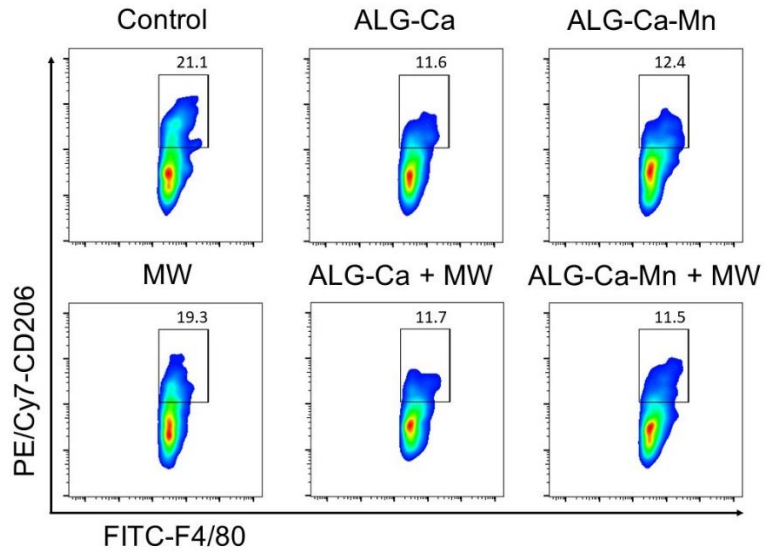 Control ALG-Ca ALG-Ca-Mn
21.1 11.6 12.4
MW ALG-Ca + MW ALG-Ca-Mn + MW
19.3 11.7 11.5
PE/Cy7-CD206
FITC-F4/80